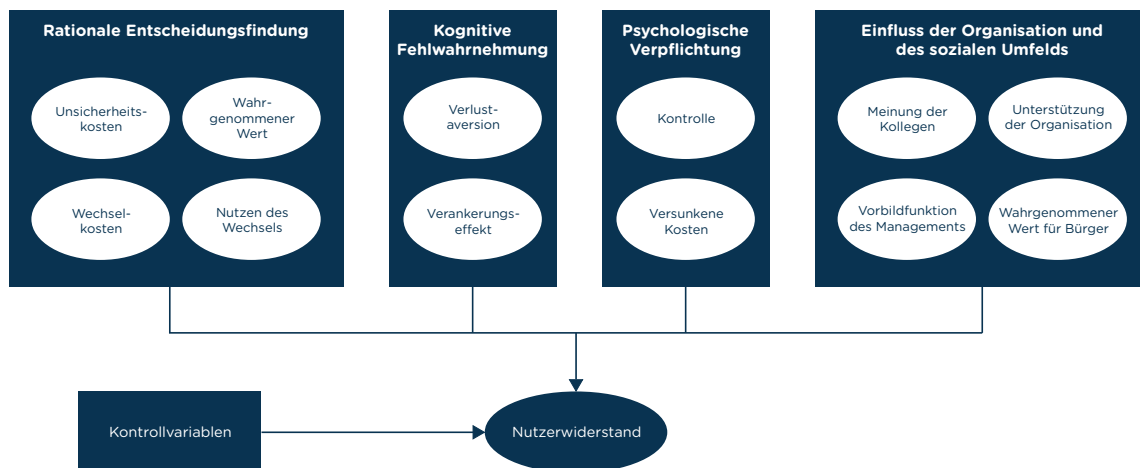 Rationale Entscheidungsfindung
Unsicherheits-
kosten
Wahr-
genommener
Wert
Wechsel-
kosten
Nutzen des
Wechsels
Kognitive
Fehlwahrnehmung
Verlust-
aversion
Verankerungs-
effekt
Psychologische
Verpflichtung
Kontrolle
Versunkene
Kosten
Einfluss der Organisation und
des sozialen Umfelds
Meinung der
Kollegen
Unterstützung
der Organisation
Vorbildfunktion
des Managements
Wahrgenommener
Wert für Bürger
Kontrollvariablen
Nutzerwiderstand